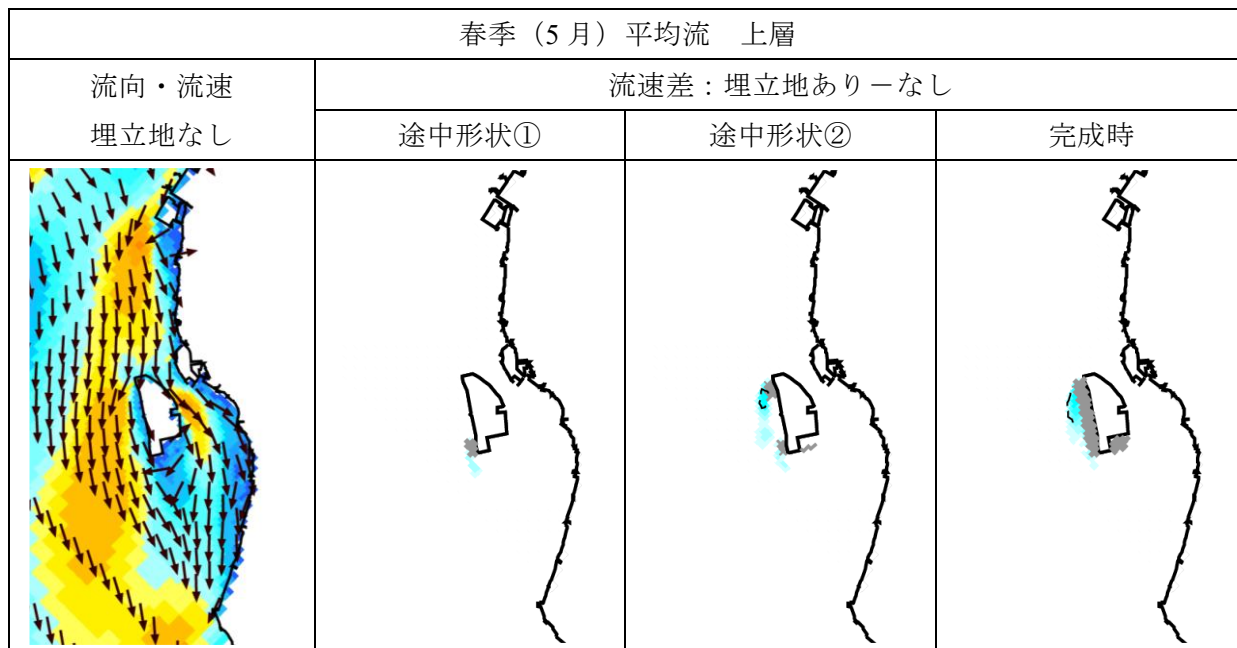 春季（5 月）平均流　上層
流向・流速
埋立地なし
流速差：埋立地あり－なし
途中形状①
途中形状②
完成時